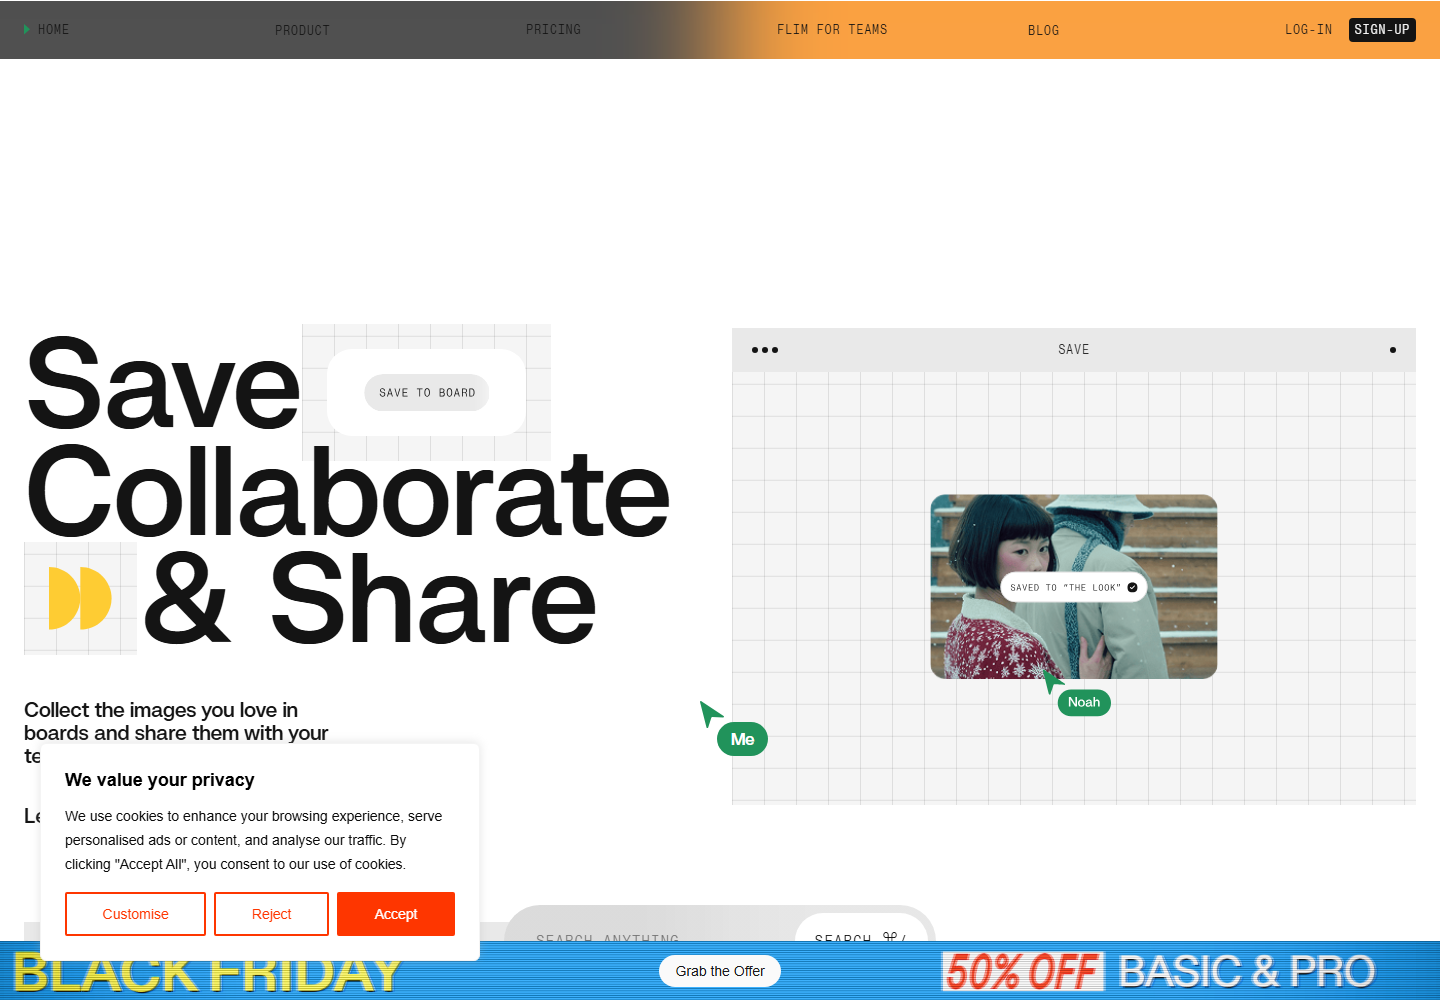 HOME
PRODUCT
PRICING
FLIM FOR TEAMS
BLOG
LOG-IN
SIGN-UP
Save
SAVE TO BOARD
Collaborate
& Share
Collect the images you love in
boards and share them with your
SAVE
SAVED TO “THE LOOK”
Noah
Me
We value your privacy
We use cookies to enhance your browsing experience, serve
personalised ads or content, and analyse our traffic. By
clicking "Accept All", you consent to our use of cookies.
Customise
Reject
Accept
SEARCH ANYTHING
SEARCH ⌘/
BLACK FRIDAY
Grab the Offer
50% OFF BASIC & PRO